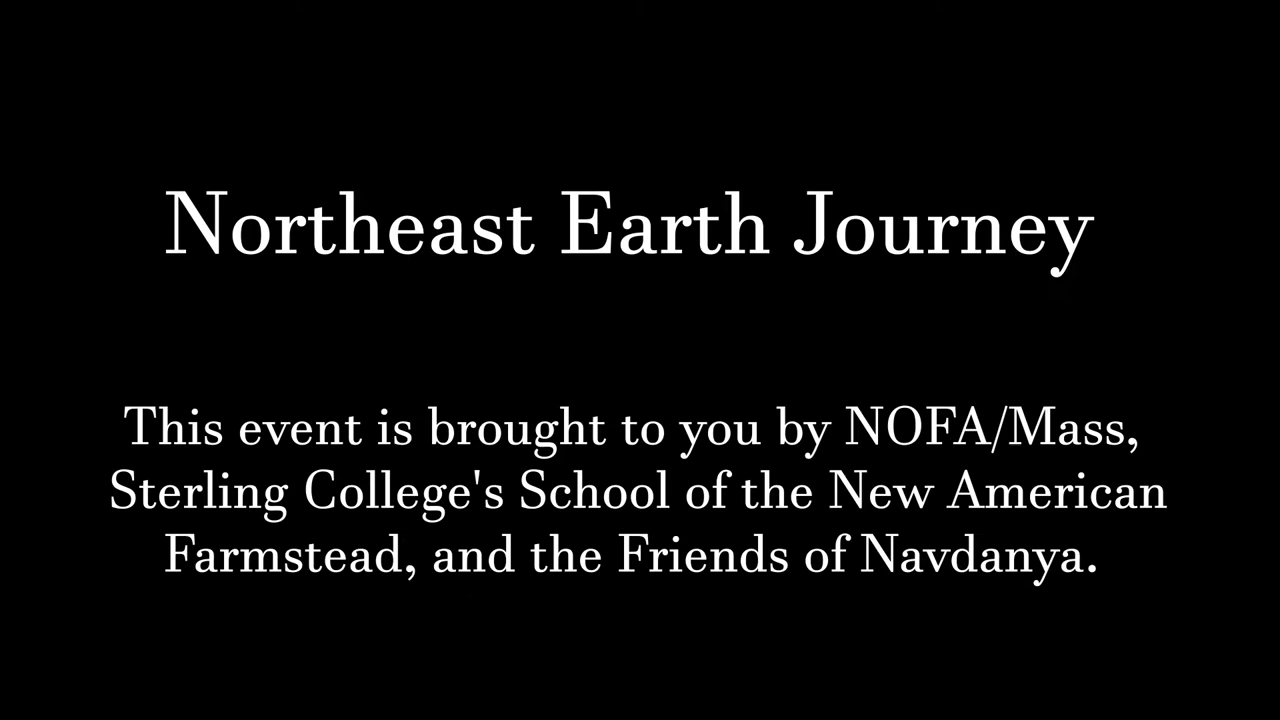 Northeast Earth Journey
This event is brought to you by NOFA/Mass,
Sterling College's School of the New American
Farmstead, and the Friends of Navdanya.